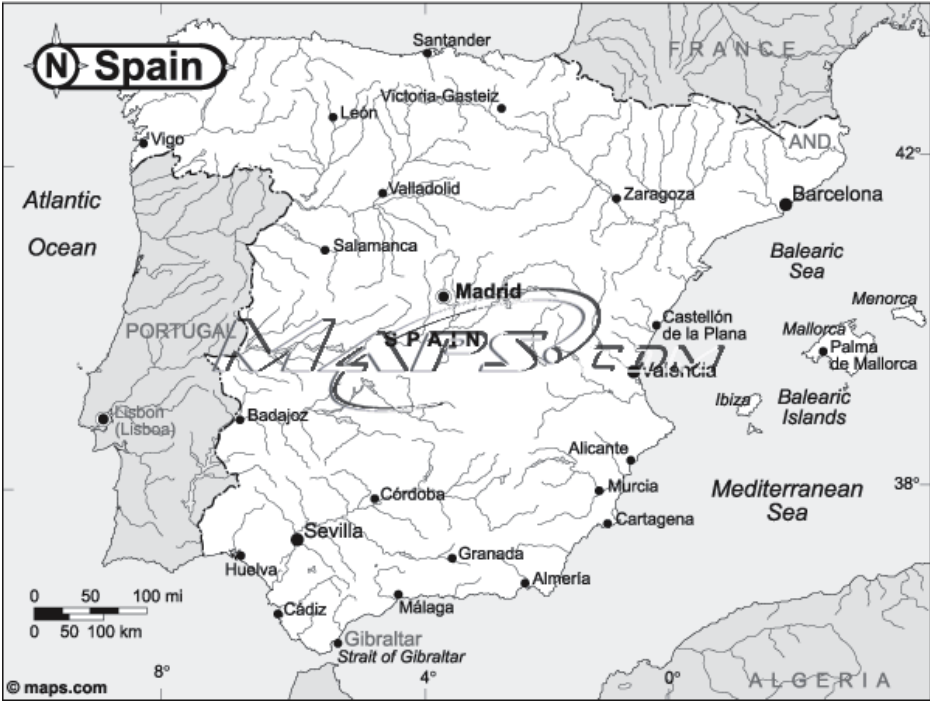 N Spain
Santander
FRANCE
Victoria-Gasteiz
León
Vigo
AND.
42°
Valladolid
Zaragoza
Barcelona
Atlantic
Ocean
Salamanca
Balearic
Sea
Madrid
Menorca
Castellón
de la Plana
Mallorca
PORTUGAL
SPAIN
MAPS.com
Palma
de Mallorca
Valencia
Ibiza
Balearic
Islands
Lisbon
(Lisboa)
Badajoz
Alicante
Córdoba
Murcia
Mediterranean
Sea
38°
Cartagena
Sevilla
Granada
Huelva
Almería
0 50 100 mi
0 50 100 km
Cádiz
Málaga
Gibraltar
Strait of Gibraltar
8°
4°
0°
ALGERIA
© maps.com